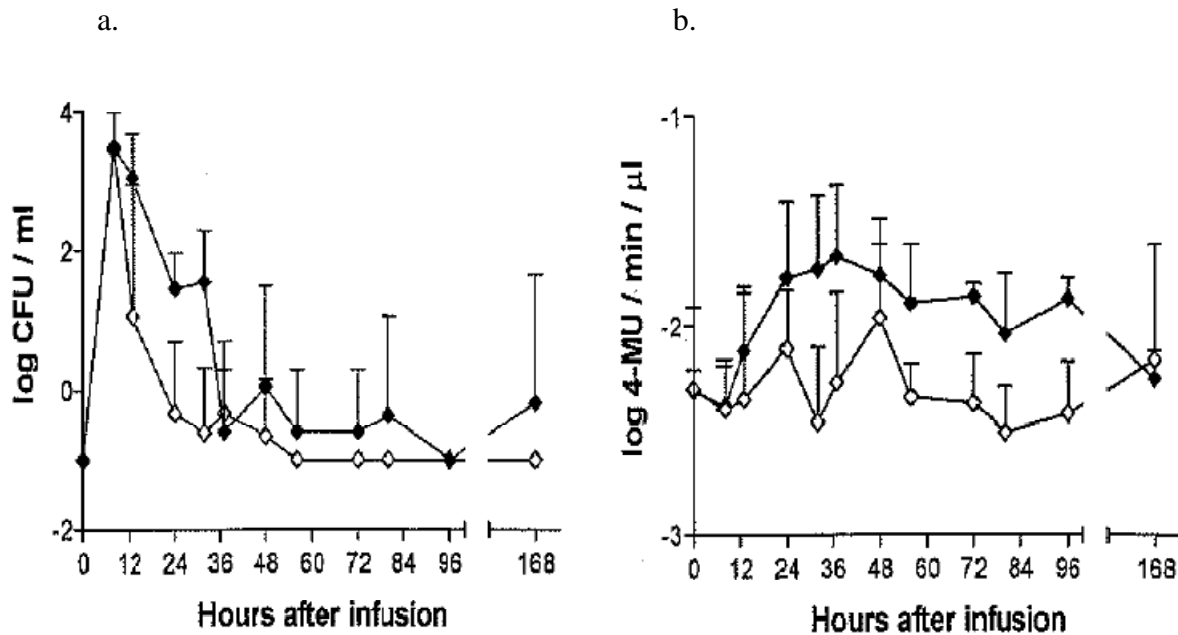 a.
b.
log CFU / ml
4
2
0
-2
0 12 24 36 48 60 72 84 96 168
Hours after infusion
log 4-MU / min / µl
-1
-2
-3
0 12 24 36 48 60 72 84 96 168
Hours after infusion